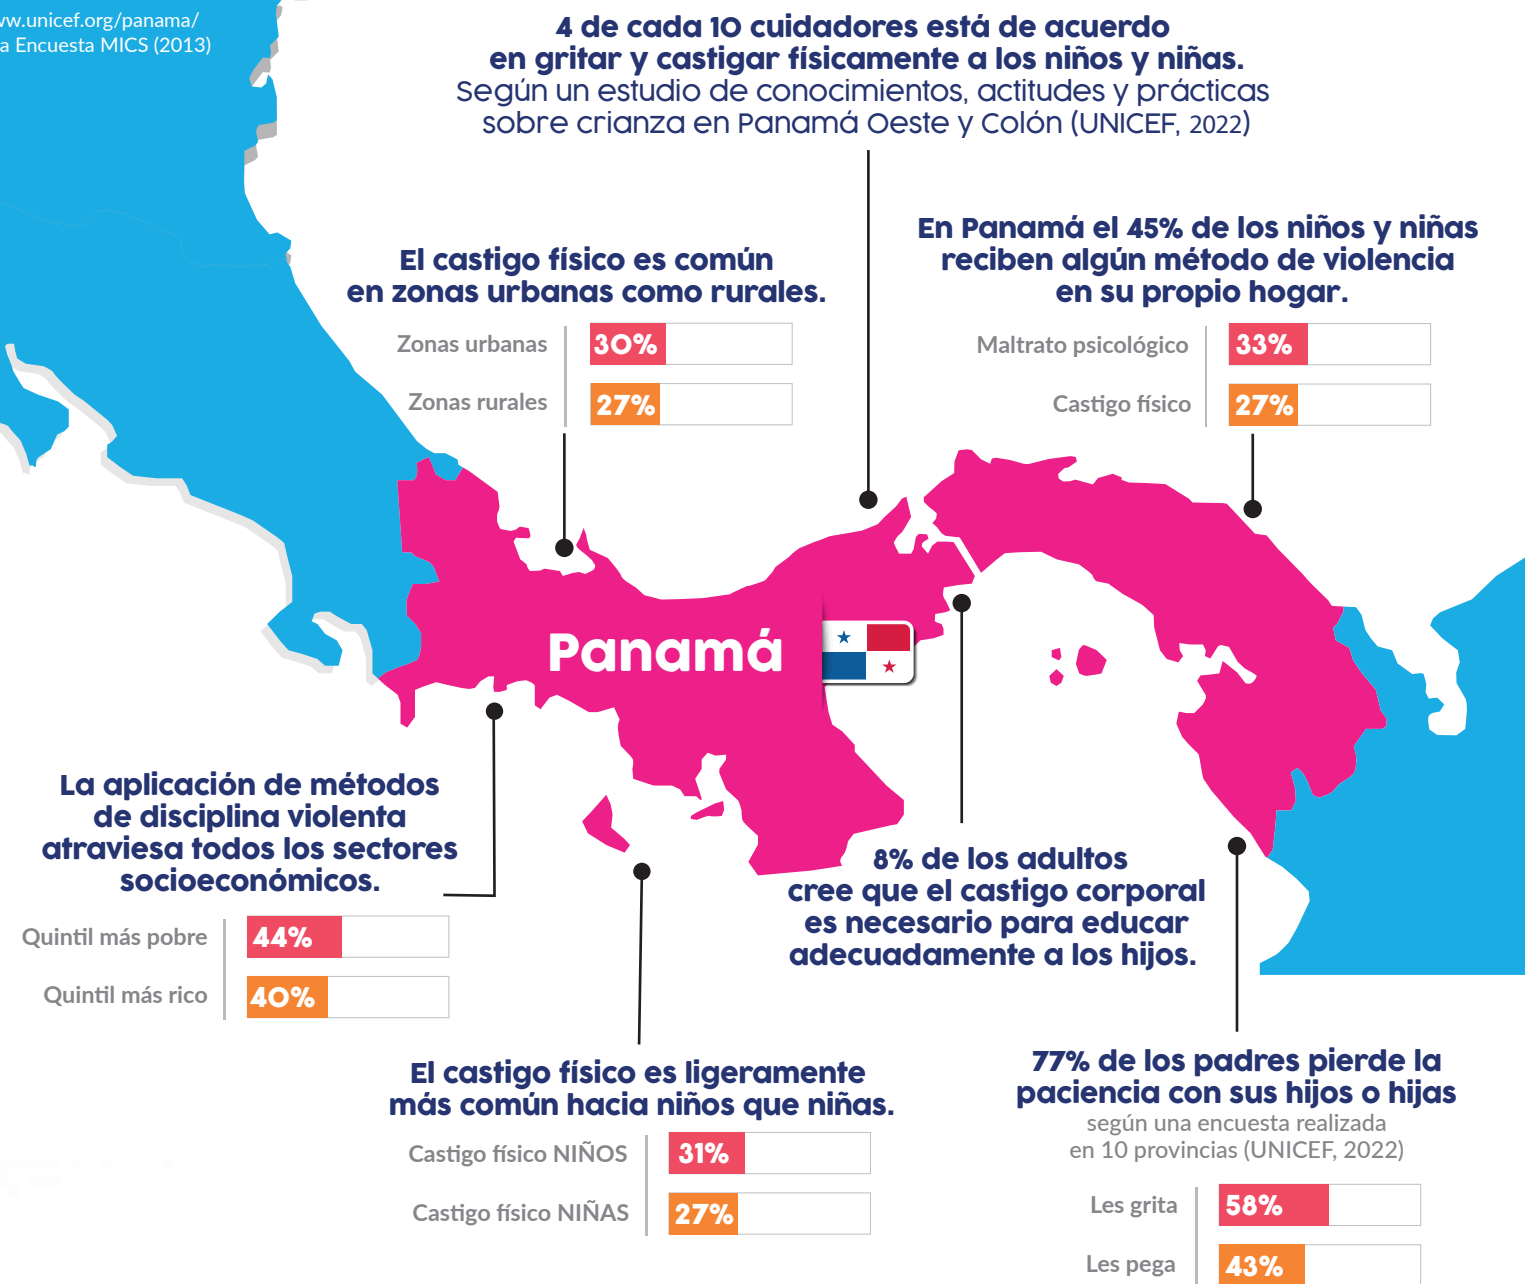 ww.unicef.org/panama/
a Encuesta MICS (2013)
4 de cada 10 cuidadores está de acuerdo
en gritar y castigar físicamente a los niños y niñas.
Según un estudio de conocimientos, actitudes y prácticas
sobre crianza en Panamá Oeste y Colón (UNICEF, 2022)
El castigo físico es común
en zonas urbanas como rurales.
Zonas urbanas 30%
Zonas rurales 27%
En Panamá el 45% de los niños y niñas
reciben algún método de violencia
en su propio hogar.
Maltrato psicológico 33%
Castigo físico 27%
Panamá
La aplicación de métodos
de disciplina violenta
atraviesa todos los sectores
socioeconómicos.
Quintil más pobre 44%
Quintil más rico 40%
8% de los adultos
cree que el castigo corporal
es necesario para educar
adecuadamente a los hijos.
El castigo físico es ligeramente
más común hacia niños que niñas.
Castigo físico NIÑOS 31%
Castigo físico NIÑAS 27%
77% de los padres pierde la
paciencia con sus hijos o hijas
según una encuesta realizada
en 10 provincias (UNICEF, 2022)
Les grita 58%
Les pega 43%